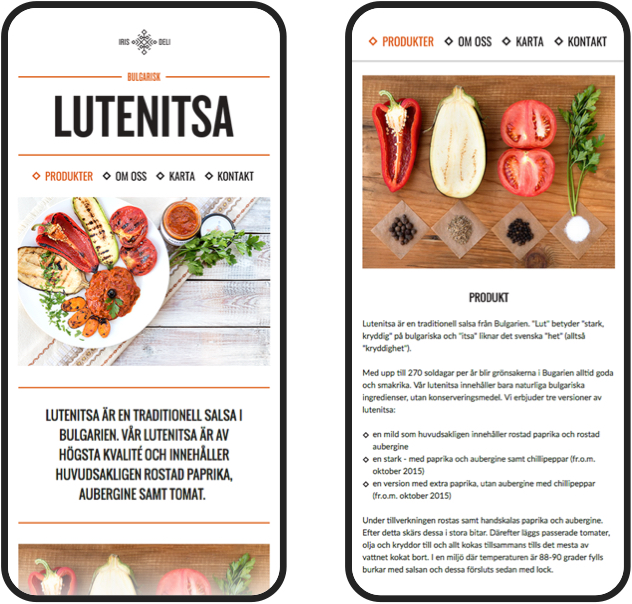 IRIS DELI
BULGARISK
LUTENITSA
PRODUKTER OM OSS KARTA KONTAKT
LUTENITSA ÄR EN TRADITIONELL SALSA I
BULGARIEN. VÅR LUTENITSA ÄR AV
HÖGSTA KVALITÉ OCH INNEHÅLLER
HUVUDSAKLIGEN ROSTAD PAPRIKA,
AUBERGINE SAMT TOMAT.
PRODUKTER OM OSS KARTA KONTAKT
PRODUKT
Lutenitsa är en traditionell salsa från Bulgarien. "Lut" betyder "stark,
kryddig" på bulgariska och "itsa" liknar det svenska "het" (alltså
"kryddighet").
Med upp till 270 soldagar per år blir grönsakerna i Bugarien alltid goda
och smakrika. Vår lutenitsa innehåller bara naturliga bulgariska
ingredienser, utan konserveringsmedel. Vi erbjuder tre versioner av
lutenitsa:
en mild som huvudsakligen innehåller rostad paprika och rostad
aubergine
en stark - med paprika och aubergine samt chillipeppar (fr.o.m.
oktober 2015)
en version med extra paprika, utan aubergine med chillipeppar
(fr.o.m. oktober 2015)
Under tillverkningen rostas samt handskalas paprika och aubergine.
Efter detta skärs dessa i stora bitar. Därefter läggs passerade tomater,
olja och kryddor till och allt kokas tillsammans tills det mesta av
vattnet kokat bort. I en miljö där temperaturen är 88-90 grader fylls
burkar med salsan och dessa försluts sedan med lock.